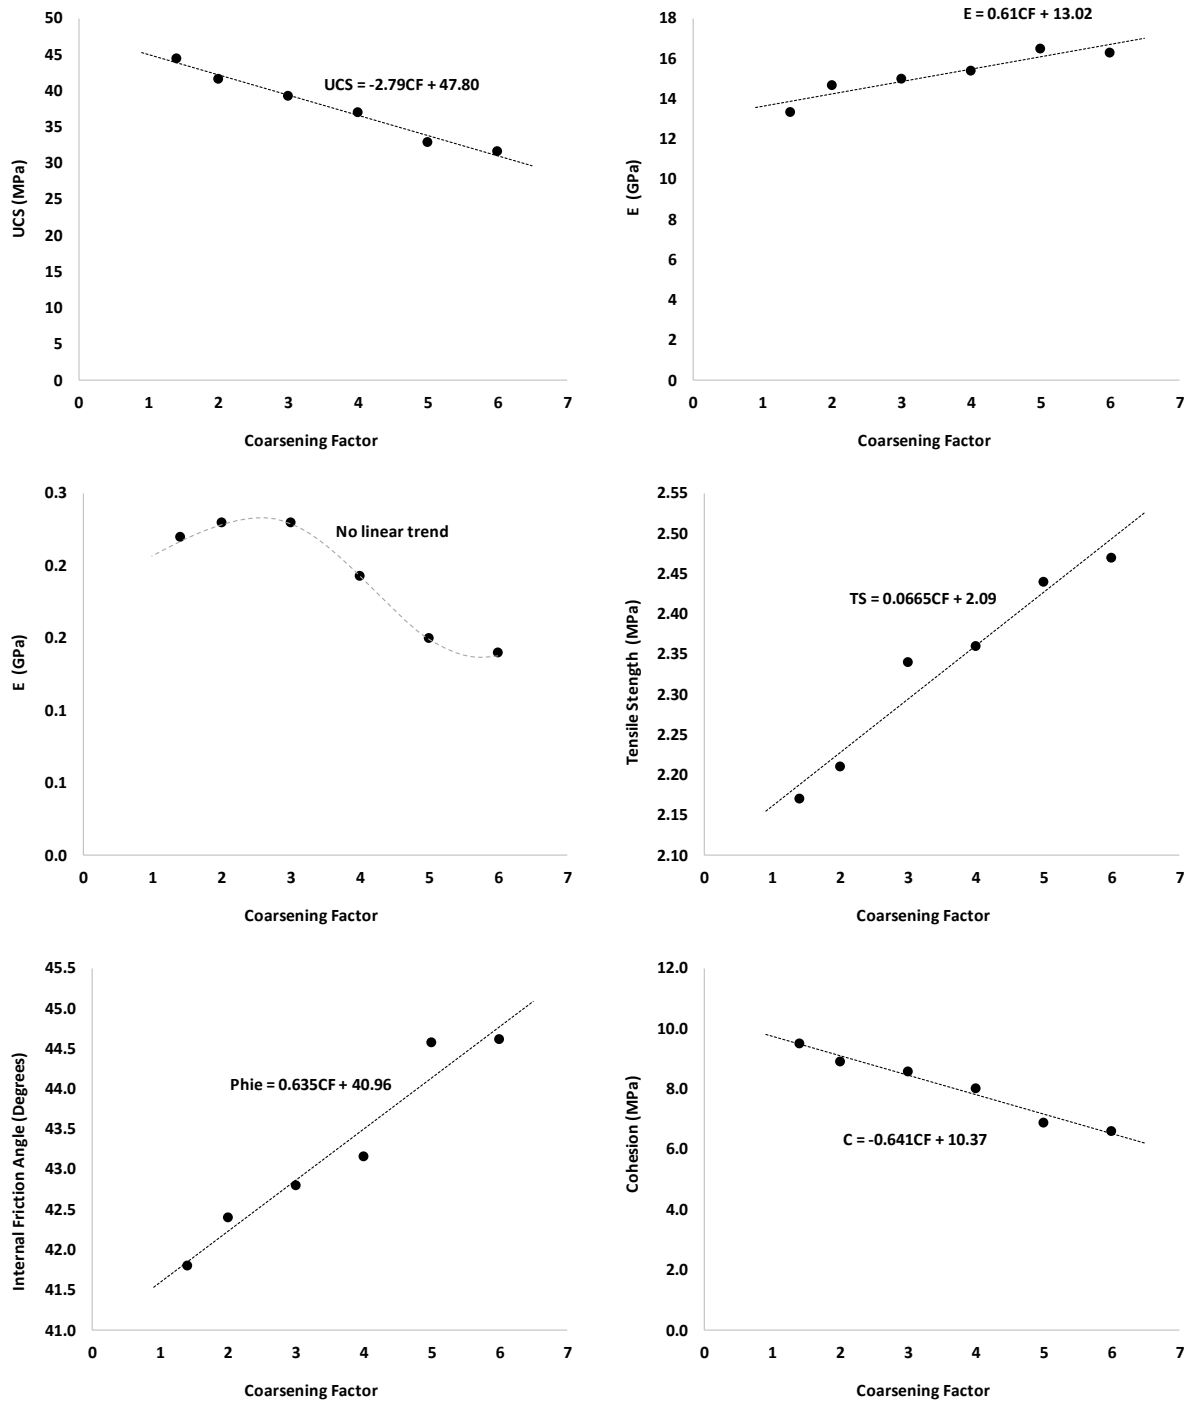 50
45
40
35
30
25
20
15
10
5
0
UCS (MPa)
UCS = -2.79CF + 47.80
0 1 2 3 4 5 6 7
Coarsening Factor
18
16
14
12
10
8
6
4
2
0
E (GPa)
E = 0.61CF + 13.02
0 1 2 3 4 5 6 7
Coarsening Factor
0.3
0.2
0.2
0.1
0.1
0.0
E (GPa)
No linear trend
0 1 2 3 4 5 6 7
Coarsening Factor
2.55
2.50
2.45
2.40
2.35
2.30
2.25
2.20
2.15
2.10
Tensile Stength (MPa)
TS = 0.0665CF + 2.09
0 1 2 3 4 5 6 7
Coarsening Factor
45.5
45.0
44.5
44.0
43.5
43.0
42.5
42.0
41.5
41.0
Internal Friction Angle (Degrees)
Phie = 0.635CF + 40.96
0 1 2 3 4 5 6 7
Coarsening Factor
12.0
10.0
8.0
6.0
4.0
2.0
0.0
Cohesion (MPa)
C = -0.641CF + 10.37
0 1 2 3 4 5 6 7
Coarsening Factor